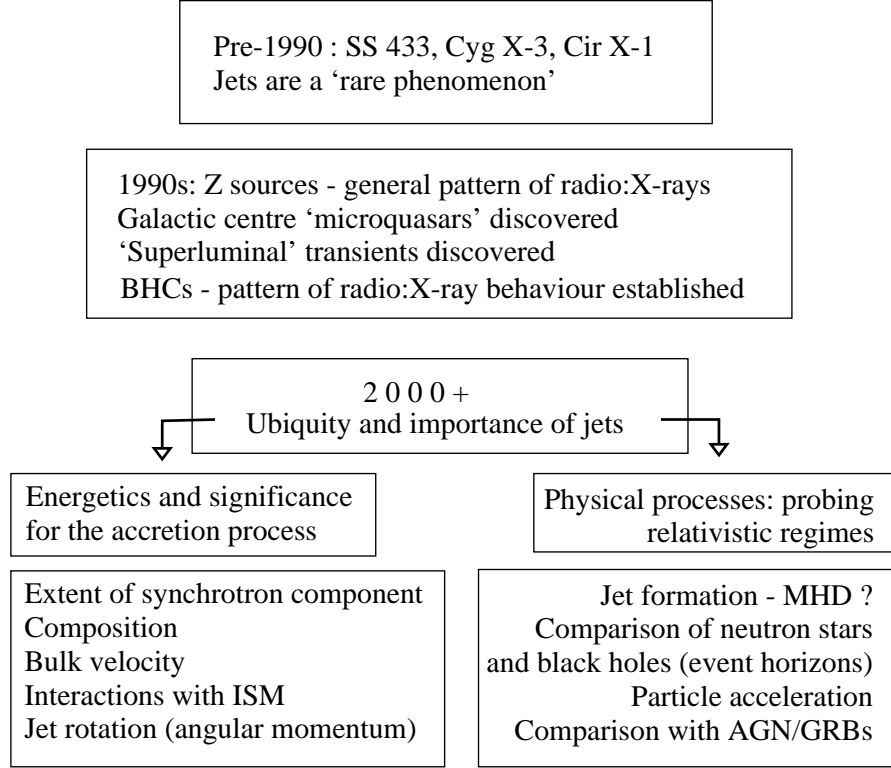 Pre-1990 : SS 433, Cyg X-3, Cir X-1
Jets are a ‘rare phenomenon’
1990s: Z sources - general pattern of radio:X-rays
Galactic centre ‘microquasars’ discovered
‘Superluminal’ transients discovered
BHCs - pattern of radio:X-ray behaviour established
2 0 0 0 +
Ubiquity and importance of jets
Energetics and significance
for the accretion process
Extent of synchrotron component
Composition
Bulk velocity
Interactions with ISM
Jet rotation (angular momentum)
Physical processes: probing
relativistic regimes
Jet formation - MHD ?
Comparison of neutron stars
and black holes (event horizons)
Particle acceleration
Comparison with AGN/GRBs